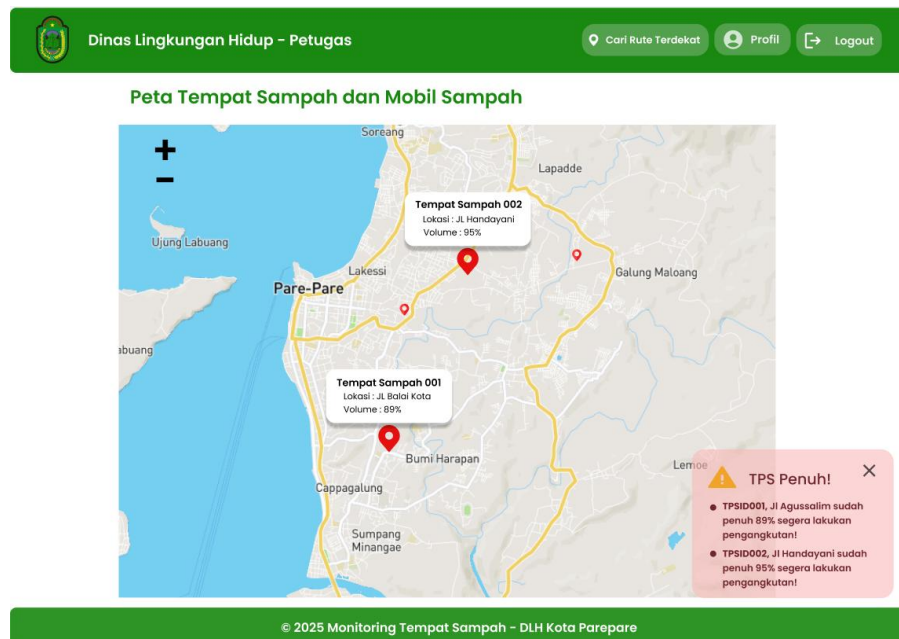 Dinas Lingkungan Hidup - Petugas
Cari Rute Terdekat
Profil
Logout
Peta Tempat Sampah dan Mobil Sampah
+
−
Soreang
Lapadde
Tempat Sampah 002
Lokasi : JL Handayani
Volume : 95%
Ujung Labuang
Lakessi
Galung Maloang
Pare-Pare
abuang
Tempat Sampah 001
Lokasi : JL Balai Kota
Volume : 89%
Bumi Harapan
Lemoe
Cappagalung
Sumpang
Minangae
TPS Penuh!
TPSID001, Jl Agussalim sudah
penuh 89% segera lakukan
pengangkutan!
TPSID002, Jl Handayani sudah
penuh 95% segera lakukan
pengangkutan!
© 2025 Monitoring Tempat Sampah - DLH Kota Parepare